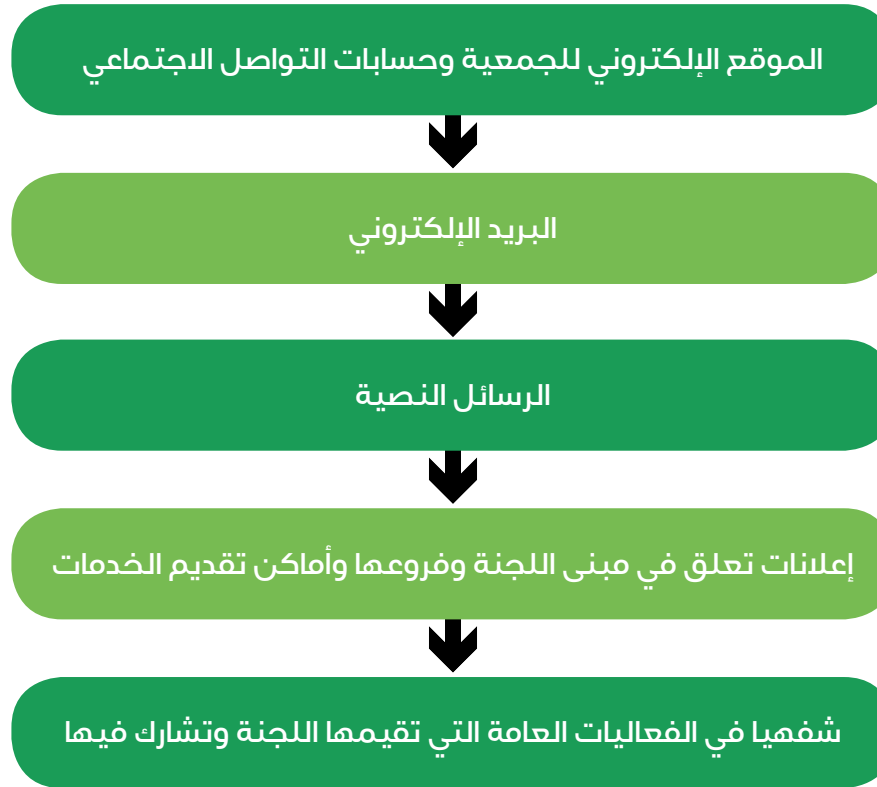 الموقع الإلكتروني للجمعية وحسابات التواصل الاجتماعي
البريد الإلكتروني
الرسائل النصية
إعلانات تعلق في مبنى اللجنة وفروعها وأماكن تقديم الخدمات
شفهيا في الفعاليات العامة التي تقيمها اللجنة وتشارك فيها